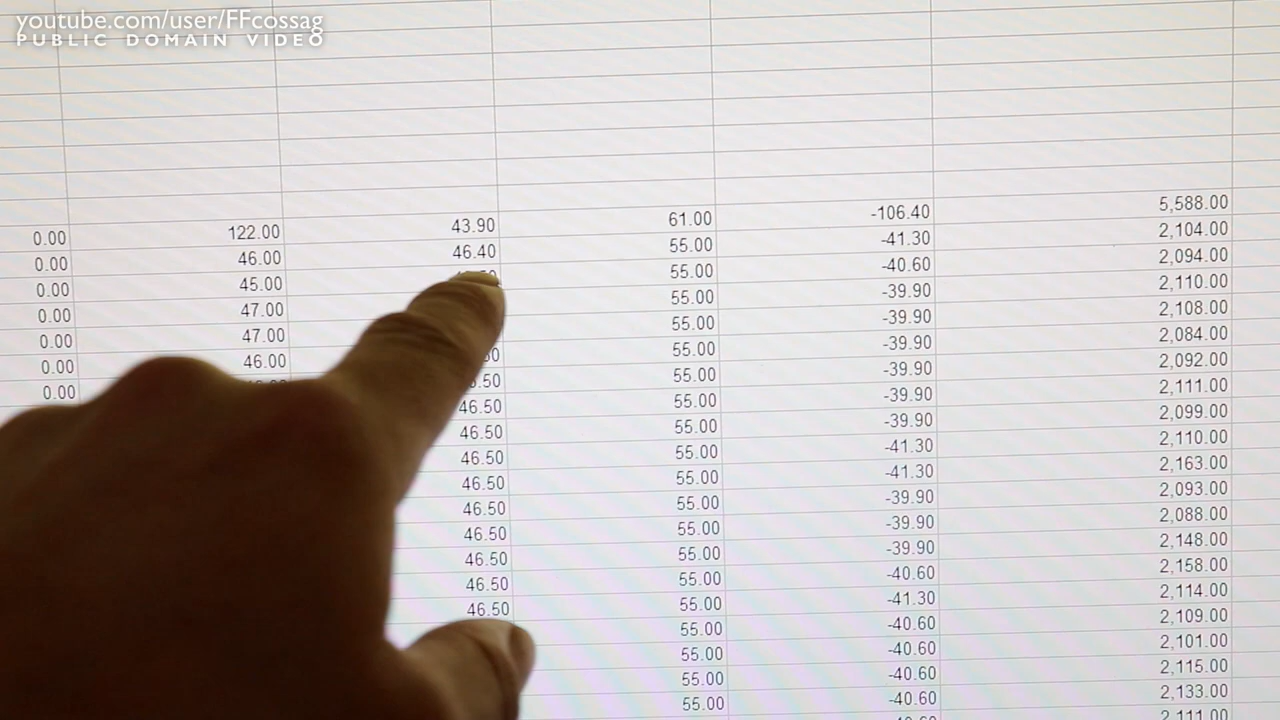 youtube.com/user/FFcossag
PUBLIC DOMAIN VIDEO
0.00 122.00 43.90 61.00 -106.40 5,588.00
0.00 46.00 46.40 55.00 -41.30 2,104.00
0.00 45.00 55.00 -40.60 2,094.00
0.00 47.00 55.00 -39.90 2,110.00
0.00 47.00 55.00 -39.90 2,108.00
0.00 46.00 55.00 -39.90 2,084.00
0.00 55.00 -39.90 2,092.00
46.50 55.00 -39.90 2,111.00
46.50 55.00 -39.90 2,099.00
46.50 55.00 -41.30 2,110.00
46.50 55.00 -41.30 2,163.00
46.50 55.00 -39.90 2,093.00
46.50 55.00 -39.90 2,088.00
46.50 55.00 -39.90 2,148.00
46.50 55.00 -40.60 2,158.00
46.50 55.00 -41.30 2,114.00
55.00 -40.60 2,109.00
55.00 -40.60 2,101.00
55.00 -40.60 2,115.00
55.00 -40.60 2,133.00
2,111.00